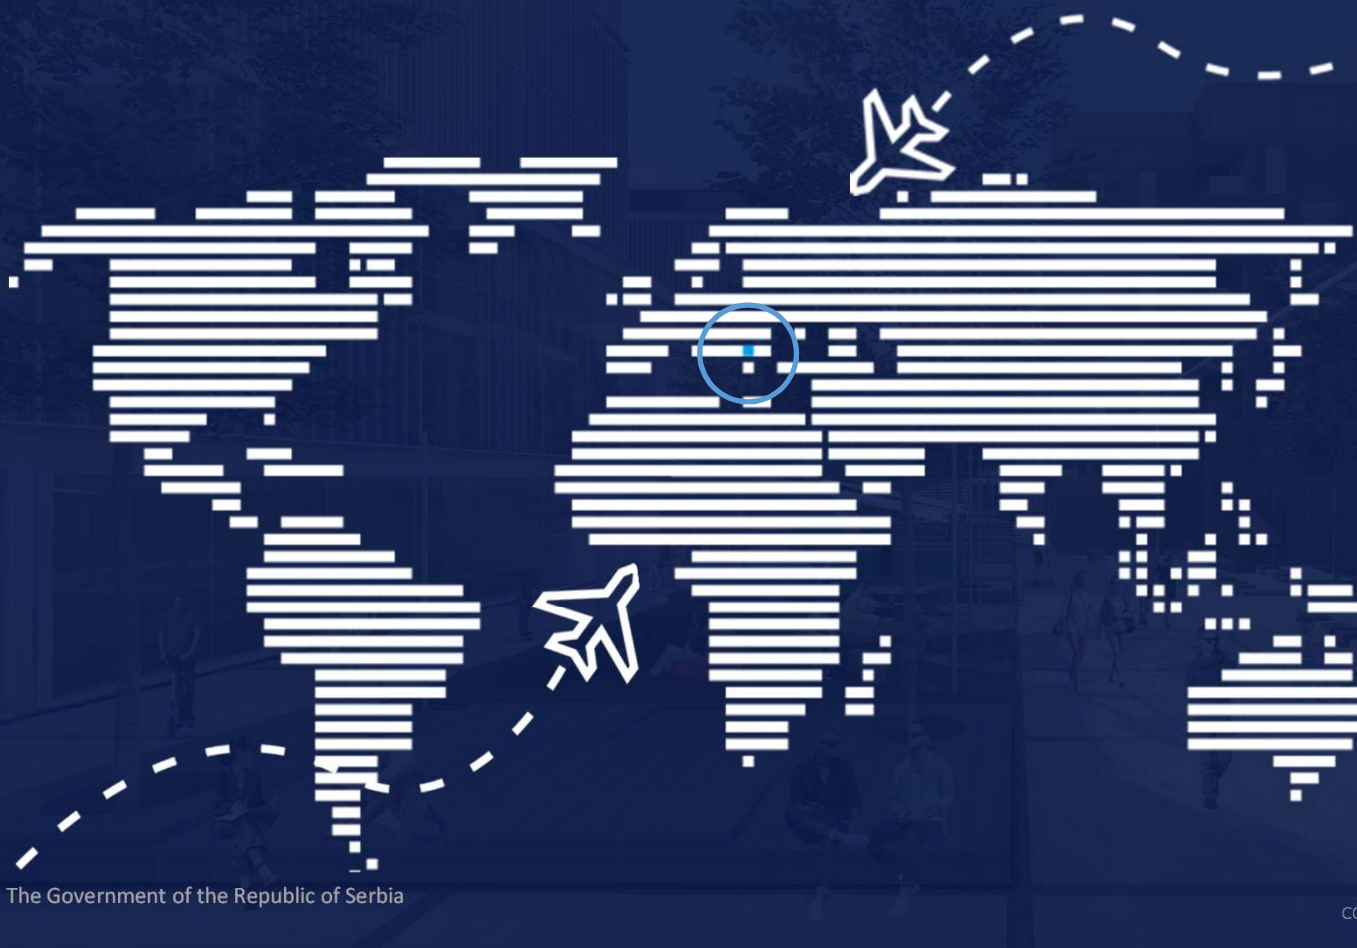 The Government of the Republic of Serbia